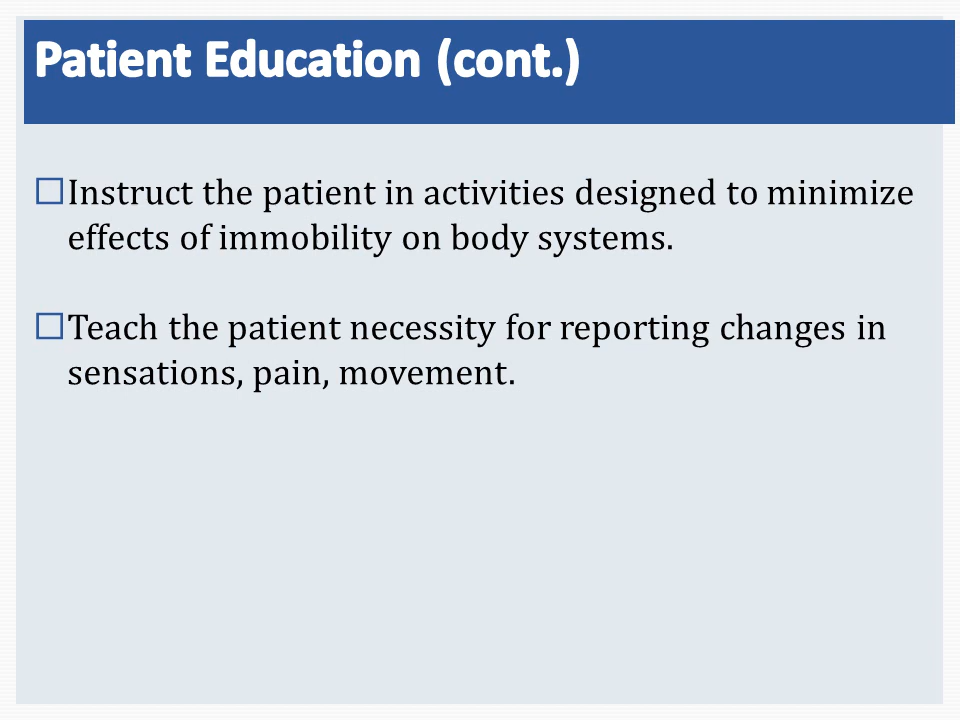 Patient Education (cont.)
Instruct the patient in activities designed to minimize
effects of immobility on body systems.
Teach the patient necessity for reporting changes in
sensations, pain, movement.